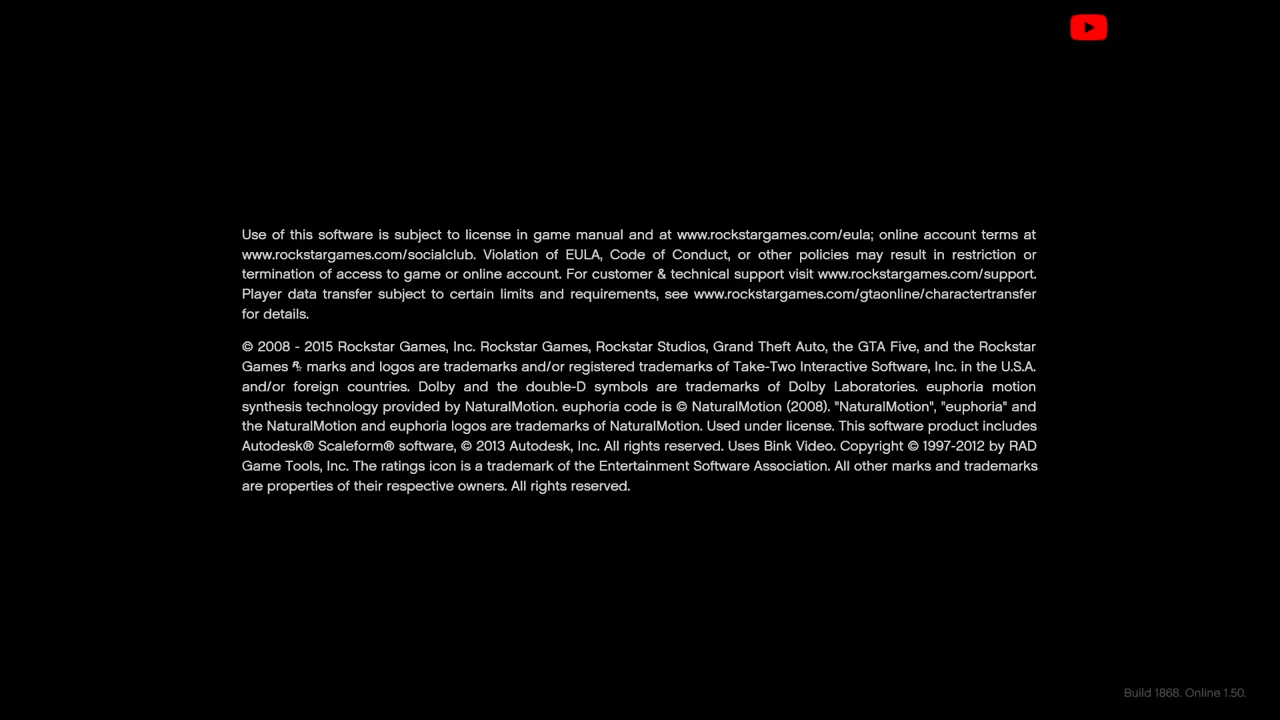 Use of this software is subject to license in game manual and at www.rockstargames.com/eula; online account terms at
www.rockstargames.com/socialclub. Violation of EULA, Code of Conduct, or other policies may result in restriction or
termination of access to game or online account. For customer & technical support visit www.rockstargames.com/support.
Player data transfer subject to certain limits and requirements, see www.rockstargames.com/gtaonline/charactertransfer
for details.
© 2008 - 2015 Rockstar Games, Inc. Rockstar Games, Rockstar Studios, Grand Theft Auto, the GTA Five, and the Rockstar
Games R* marks and logos are trademarks and/or registered trademarks of Take-Two Interactive Software, Inc. in the U.S.A.
and/or foreign countries. Dolby and the double-D symbols are trademarks of Dolby Laboratories. euphoria motion
synthesis technology provided by NaturalMotion. euphoria code is © NaturalMotion (2008). "NaturalMotion", "euphoria" and
the NaturalMotion and euphoria logos are trademarks of NaturalMotion. Used under license. This software product includes
Autodesk® Scaleform® software, © 2013 Autodesk, Inc. All rights reserved. Uses Bink Video. Copyright © 1997-2012 by RAD
Game Tools, Inc. The ratings icon is a trademark of the Entertainment Software Association. All other marks and trademarks
are properties of their respective owners. All rights reserved.
Build 1868. Online 1.50.